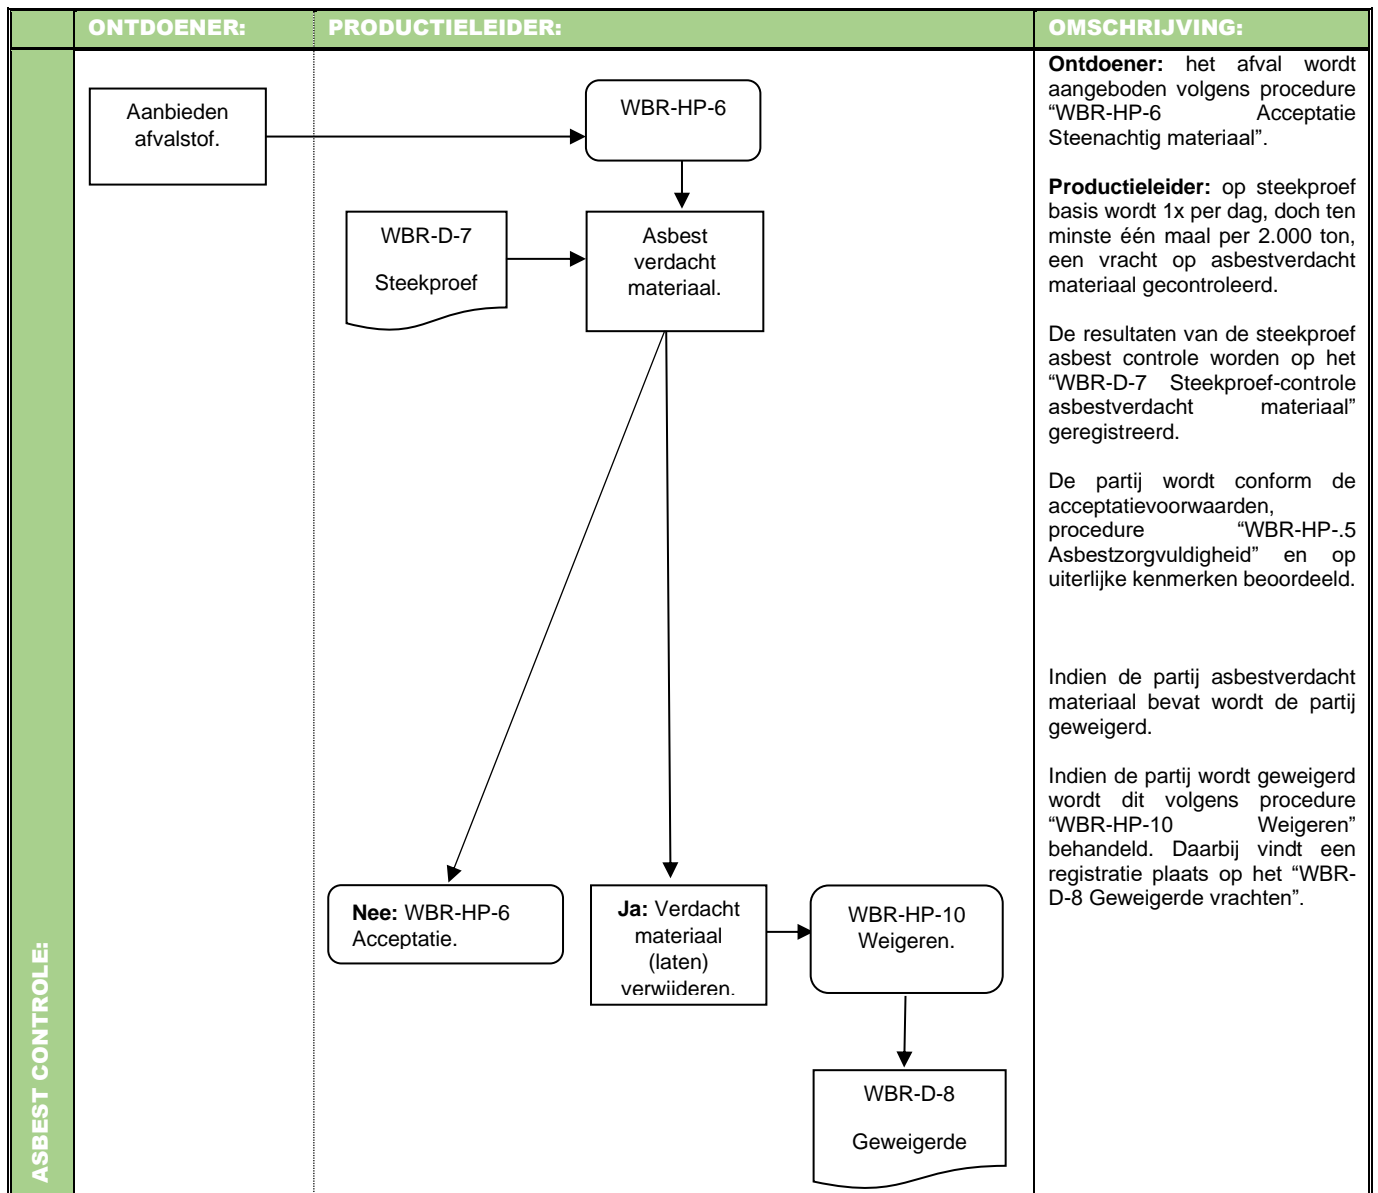 ONTDOENER:
PRODUCTIELEIDER:
OMSCHRIJVING:
ASBEST CONTROLE:
Aanbieden
afvalstof.
WBR-HP-6
WBR-D-7
Steekproef
Asbest
verdacht
materiaal.
Nee: WBR-HP-6
Acceptatie.
Ja: Verdacht
materiaal
(laten)
verwijderen.
WBR-HP-10
Weigeren.
WBR-D-8
Geweigerde
Ontdoener: het afval wordt
aangeboden volgens procedure
“WBR-HP-6 Acceptatie
Steenachtig materiaal”.
Productieleider: op steekproef
basis wordt 1x per dag, doch ten
minste één maal per 2.000 ton,
een vracht op asbestverdacht
materiaal gecontroleerd.
De resultaten van de steekproef
asbest controle worden op het
“WBR-D-7 Steekproef-controle
asbestverdacht materiaal”
geregistreerd.
De partij wordt conform de
acceptatievoorwaarden,
procedure “WBR-HP-.5
Asbestzorgvuldigheid” en op
uiterlijke kenmerken beoordeeld.
Indien de partij asbestverdacht
materiaal bevat wordt de partij
geweigerd.
Indien de partij wordt geweigerd
wordt dit volgens procedure
“WBR-HP-10 Weigeren”
behandeld. Daarbij vindt een
registratie plaats op het “WBR-
D-8 Geweigerde vrachten”.